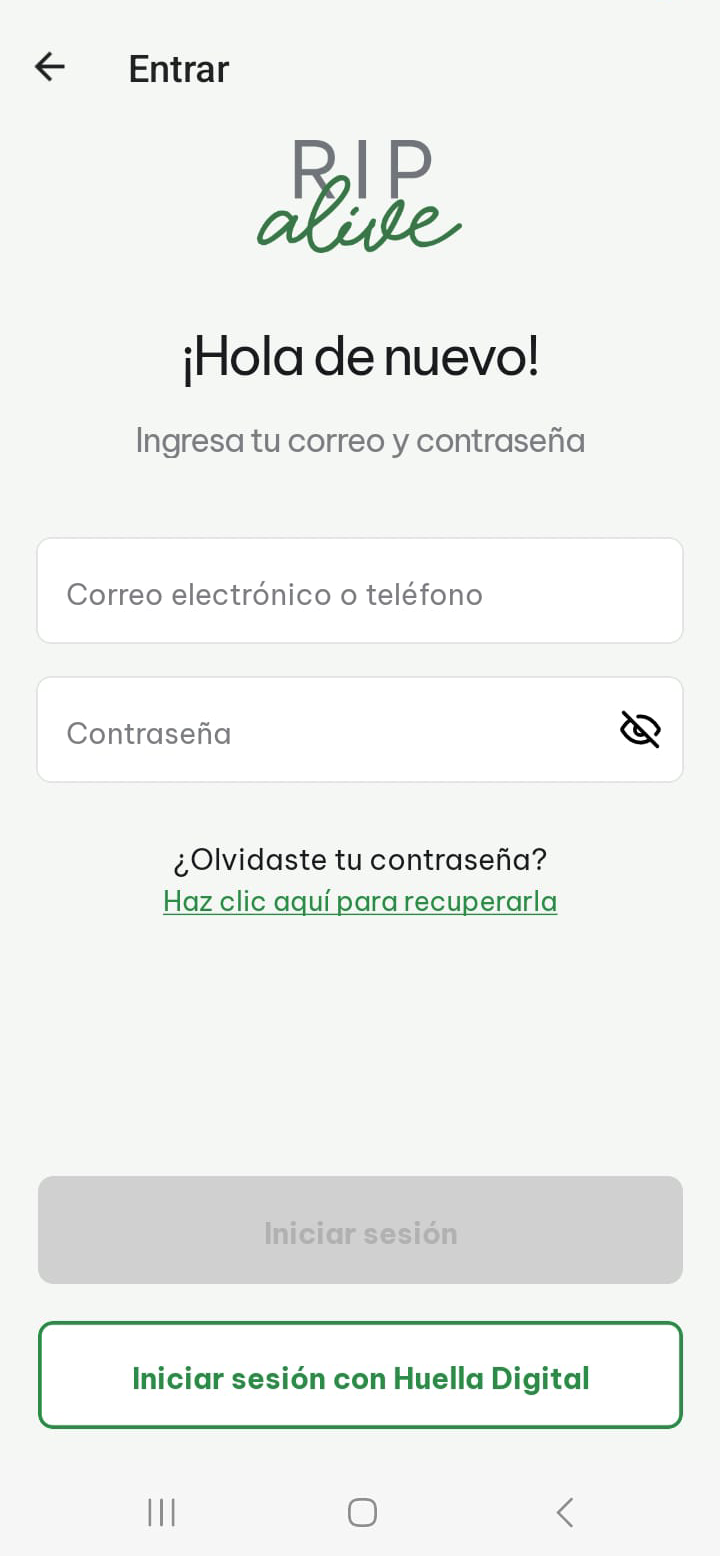 Entrar
RIP
alive
¡Hola de nuevo!
Ingresa tu correo y contraseña
Correo electrónico o teléfono
Contraseña
¿Olvidaste tu contraseña?
Haz clic aquí para recuperarla
Iniciar sesión
Iniciar sesión con Huella Digital